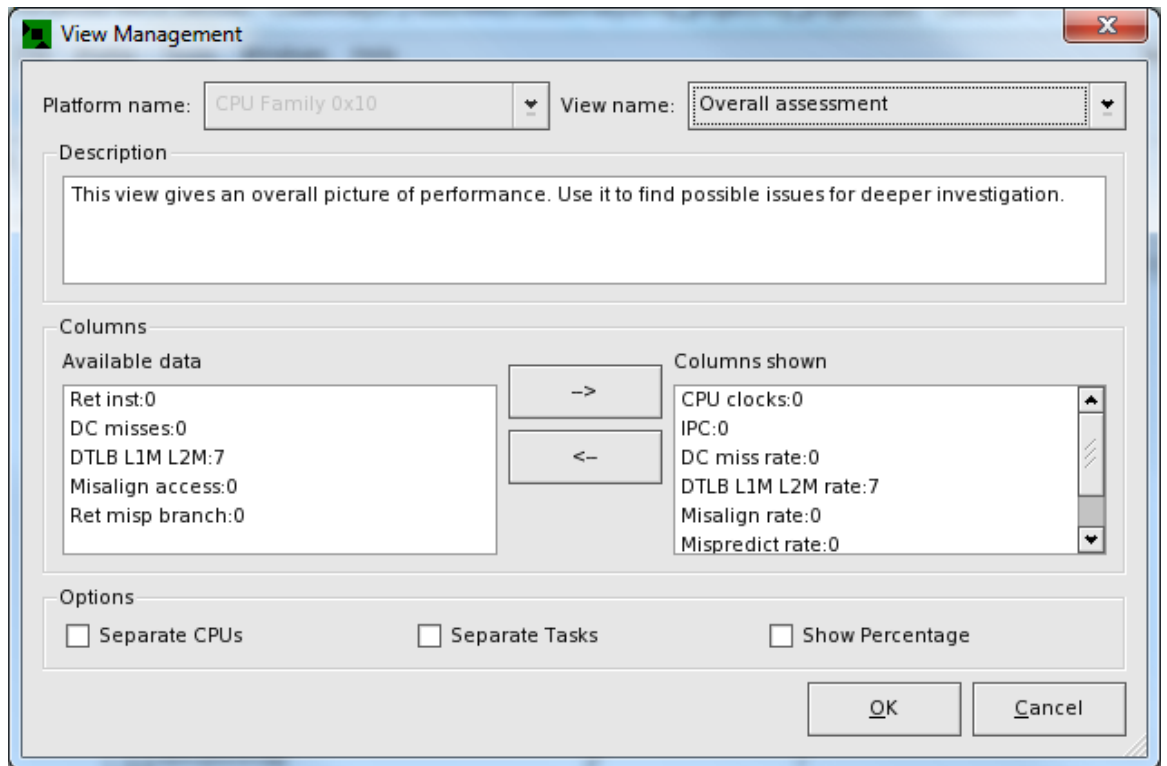 View Management
Platform name: CPU Family 0x10 View name: Overall assessment
Description
This view gives an overall picture of performance. Use it to find possible issues for deeper investigation.
Columns
Available data
Ret inst:0
DC misses:0
DTLB L1M L2M:7
Misalign access:0
Ret misp branch:0
-->
<--
Columns shown
CPU clocks:0
IPC:0
DC miss rate:0
DTLB L1M L2M rate:7
Misalign rate:0
Mispredict rate:0
Options
Separate CPUs Separate Tasks Show Percentage
OK Cancel